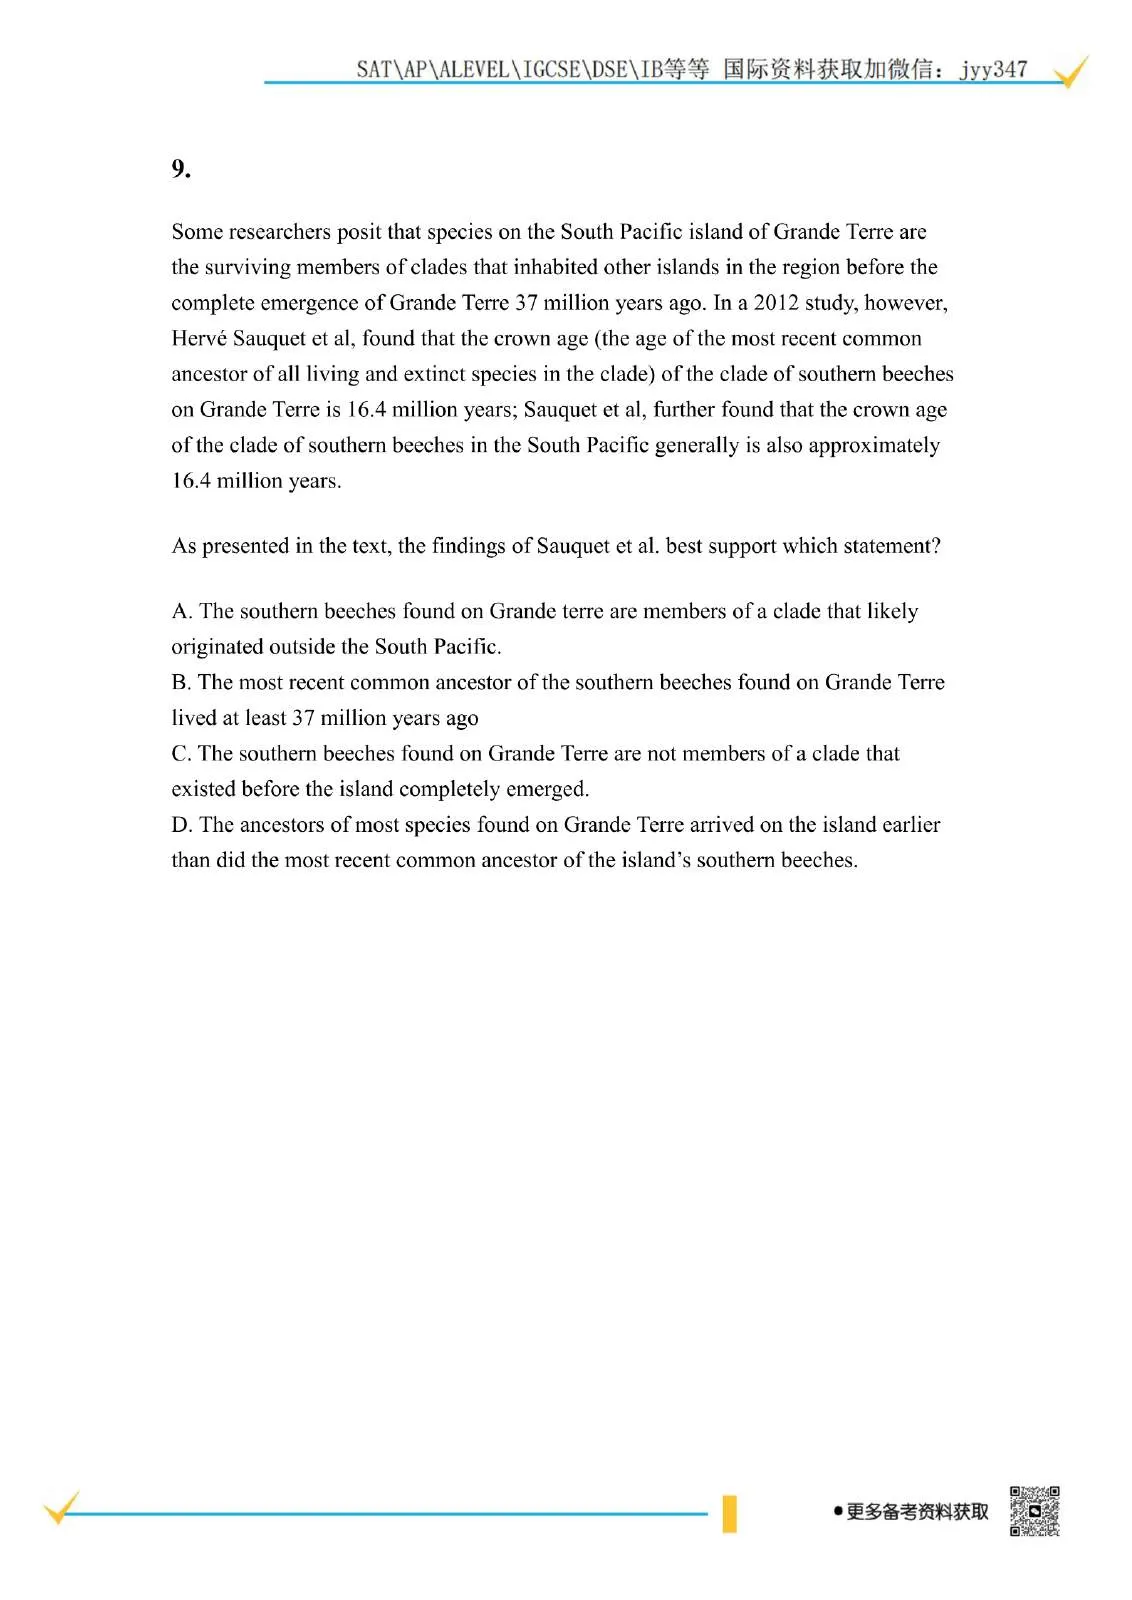 SAT\AP\ALEVEL\IGCSE\DSE\IB等等 国际资料获取加微信：jyy347
9.
Some researchers posit that species on the South Pacific island of Grande Terre are
the surviving members of clades that inhabited other islands in the region before the
complete emergence of Grande Terre 37 million years ago. In a 2012 study, however,
Hervé Sauquet et al, found that the crown age (the age of the most recent common
ancestor of all living and extinct species in the clade) of the clade of southern beeches
on Grande Terre is 16.4 million years; Sauquet et al, further found that the crown age
of the clade of southern beeches in the South Pacific generally is also approximately
16.4 million years.
As presented in the text, the findings of Sauquet et al. best support which statement?
A. The southern beeches found on Grande terre are members of a clade that likely
originated outside the South Pacific.
B. The most recent common ancestor of the southern beeches found on Grande Terre
lived at least 37 million years ago
C. The southern beeches found on Grande Terre are not members of a clade that
existed before the island completely emerged.
D. The ancestors of most species found on Grande Terre arrived on the island earlier
than did the most recent common ancestor of the island’s southern beeches.
•更多备考资料获取